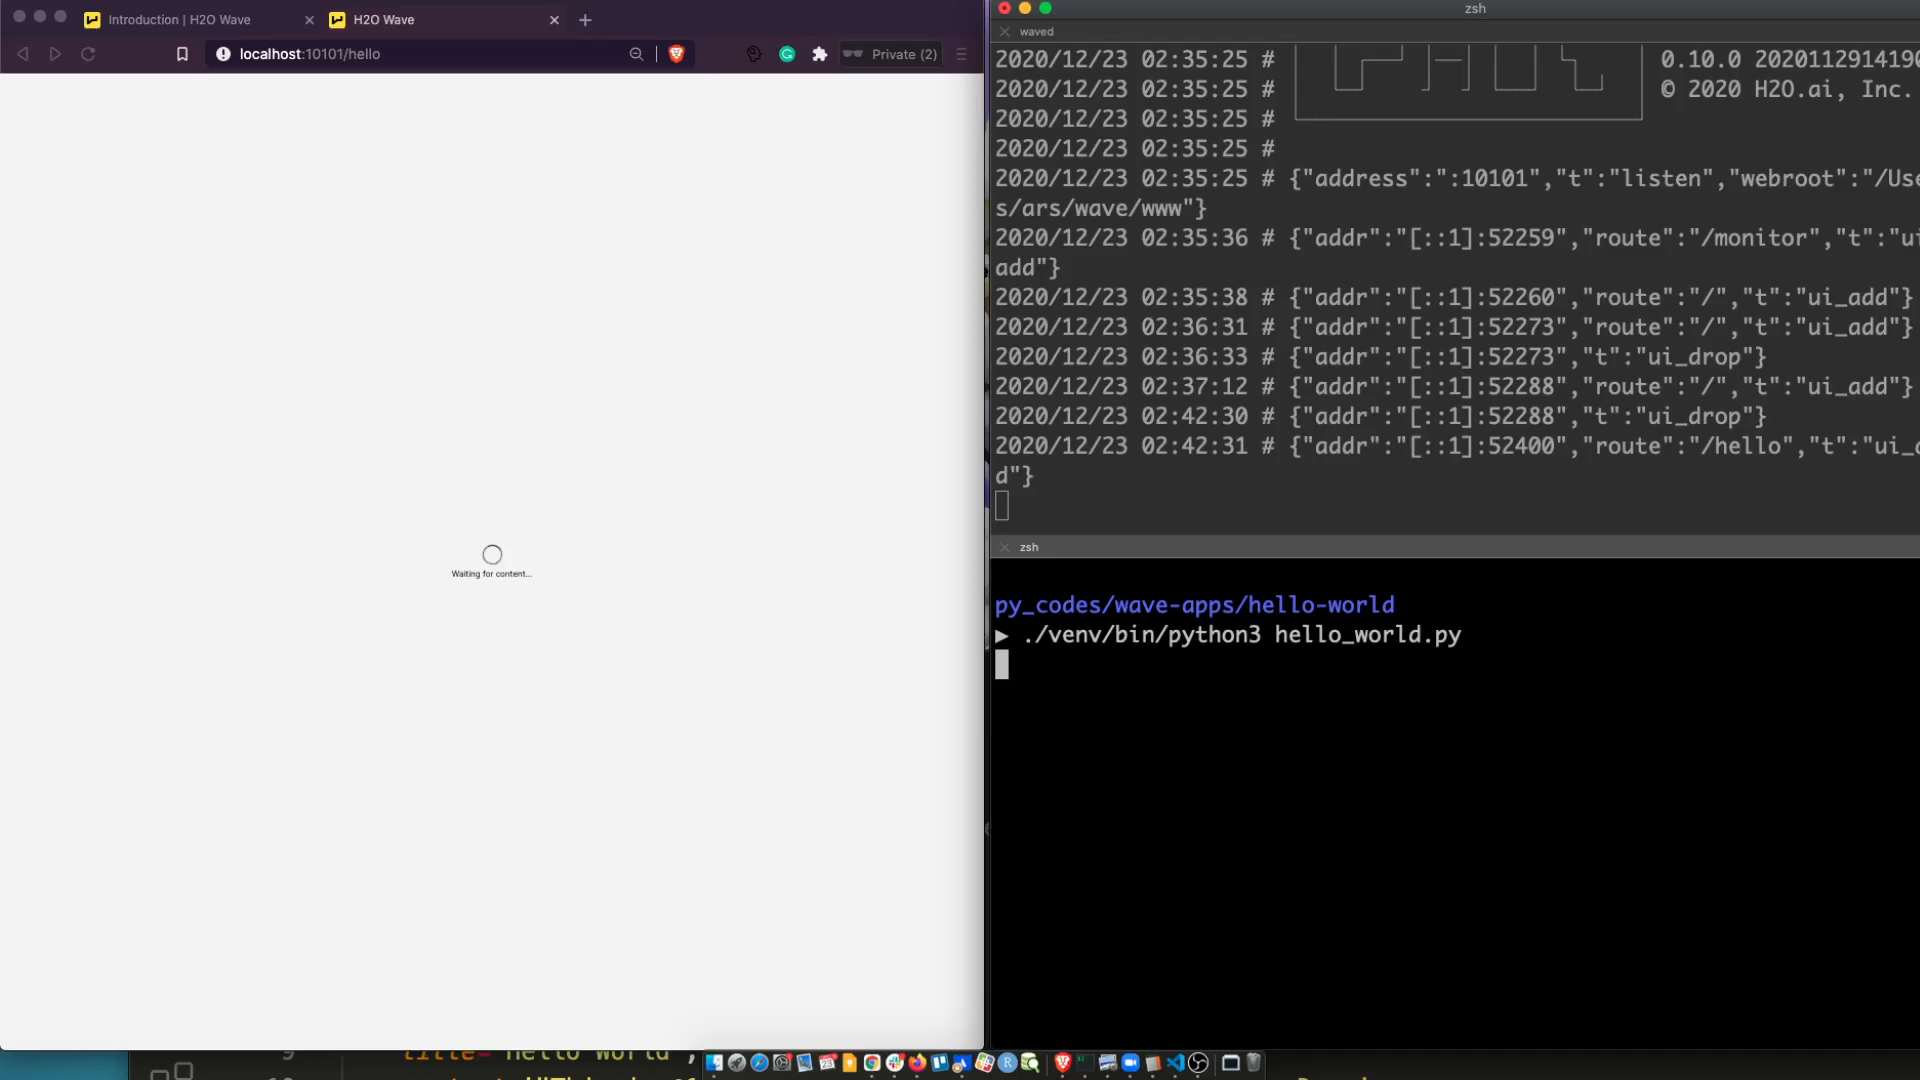 Introduction | H2O Wave
H2O Wave
localhost:10101/hello
Private (2)
Waiting for content...
zsh
waved
2020/12/23 02:35:25 # 0.10.0 2020112914190
2020/12/23 02:35:25 # © 2020 H2O.ai, Inc.
2020/12/23 02:35:25 #
2020/12/23 02:35:25 #
2020/12/23 02:35:25 # {"address":":10101","t":"listen","webroot":"/Use
s/ars/wave/www"}
2020/12/23 02:35:36 # {"addr":"[::1]:52259","route":"/monitor","t":"ui
add"}
2020/12/23 02:35:38 # {"addr":"[::1]:52260","route":"/","t":"ui_add"}
2020/12/23 02:36:31 # {"addr":"[::1]:52273","route":"/","t":"ui_add"}
2020/12/23 02:36:33 # {"addr":"[::1]:52273","t":"ui_drop"}
2020/12/23 02:37:12 # {"addr":"[::1]:52288","route":"/","t":"ui_add"}
2020/12/23 02:42:30 # {"addr":"[::1]:52288","t":"ui_drop"}
2020/12/23 02:42:31 # {"addr":"[::1]:52400","route":"/hello","t":"ui_a
d"}
zsh
py_codes/wave-apps/hello-world
▶ ./venv/bin/python3 hello_world.py
9 title='Hello World',